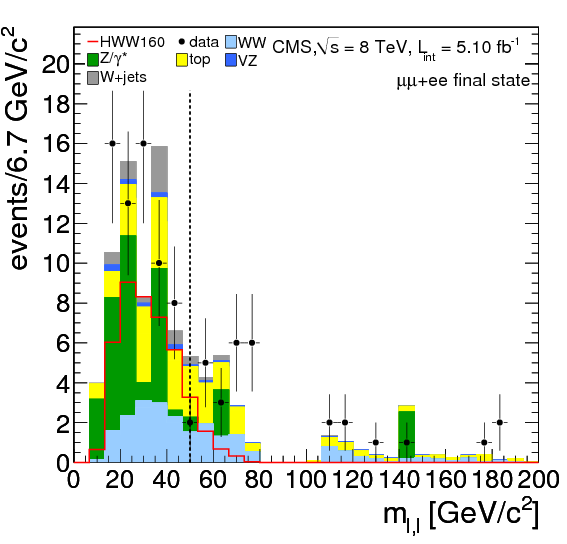 HWW160 data WW CMS,√s = 8 TeV, L_int = 5.10 fb⁻¹
Z/γ* top VZ
W+jets μμ+ee final state
events/6.7 GeV/c²
20
18
16
14
12
10
8
6
4
2
0
0 20 40 60 80 100 120 140 160 180 200
m_l,l [GeV/c²]